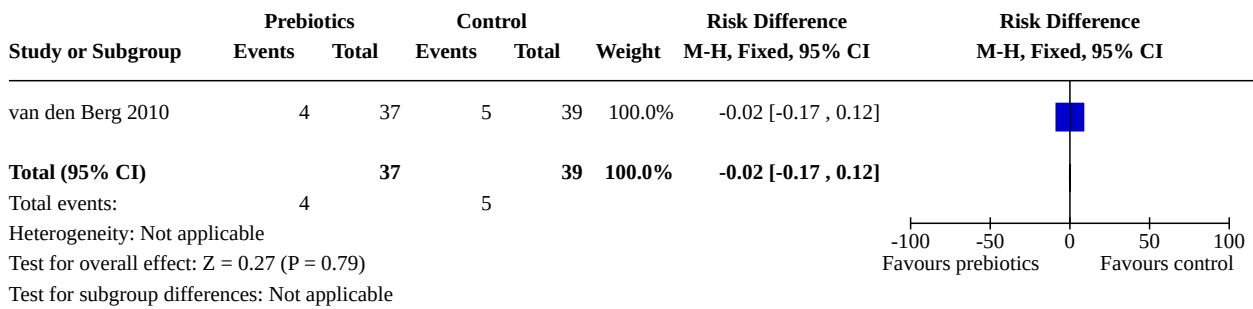 Prebiotics Control Risk Difference Risk Difference
Study or Subgroup Events Total Events Total Weight M-H, Fixed, 95% CI M-H, Fixed, 95% CI
van den Berg 2010 4 37 5 39 100.0% -0.02 [-0.17 , 0.12]
Total (95% CI) 37 39 100.0% -0.02 [-0.17 , 0.12]
Total events: 4 5
Heterogeneity: Not applicable
Test for overall effect: Z = 0.27 (P = 0.79)
Test for subgroup differences: Not applicable
-100 -50 0 50 100
Favours prebiotics Favours control